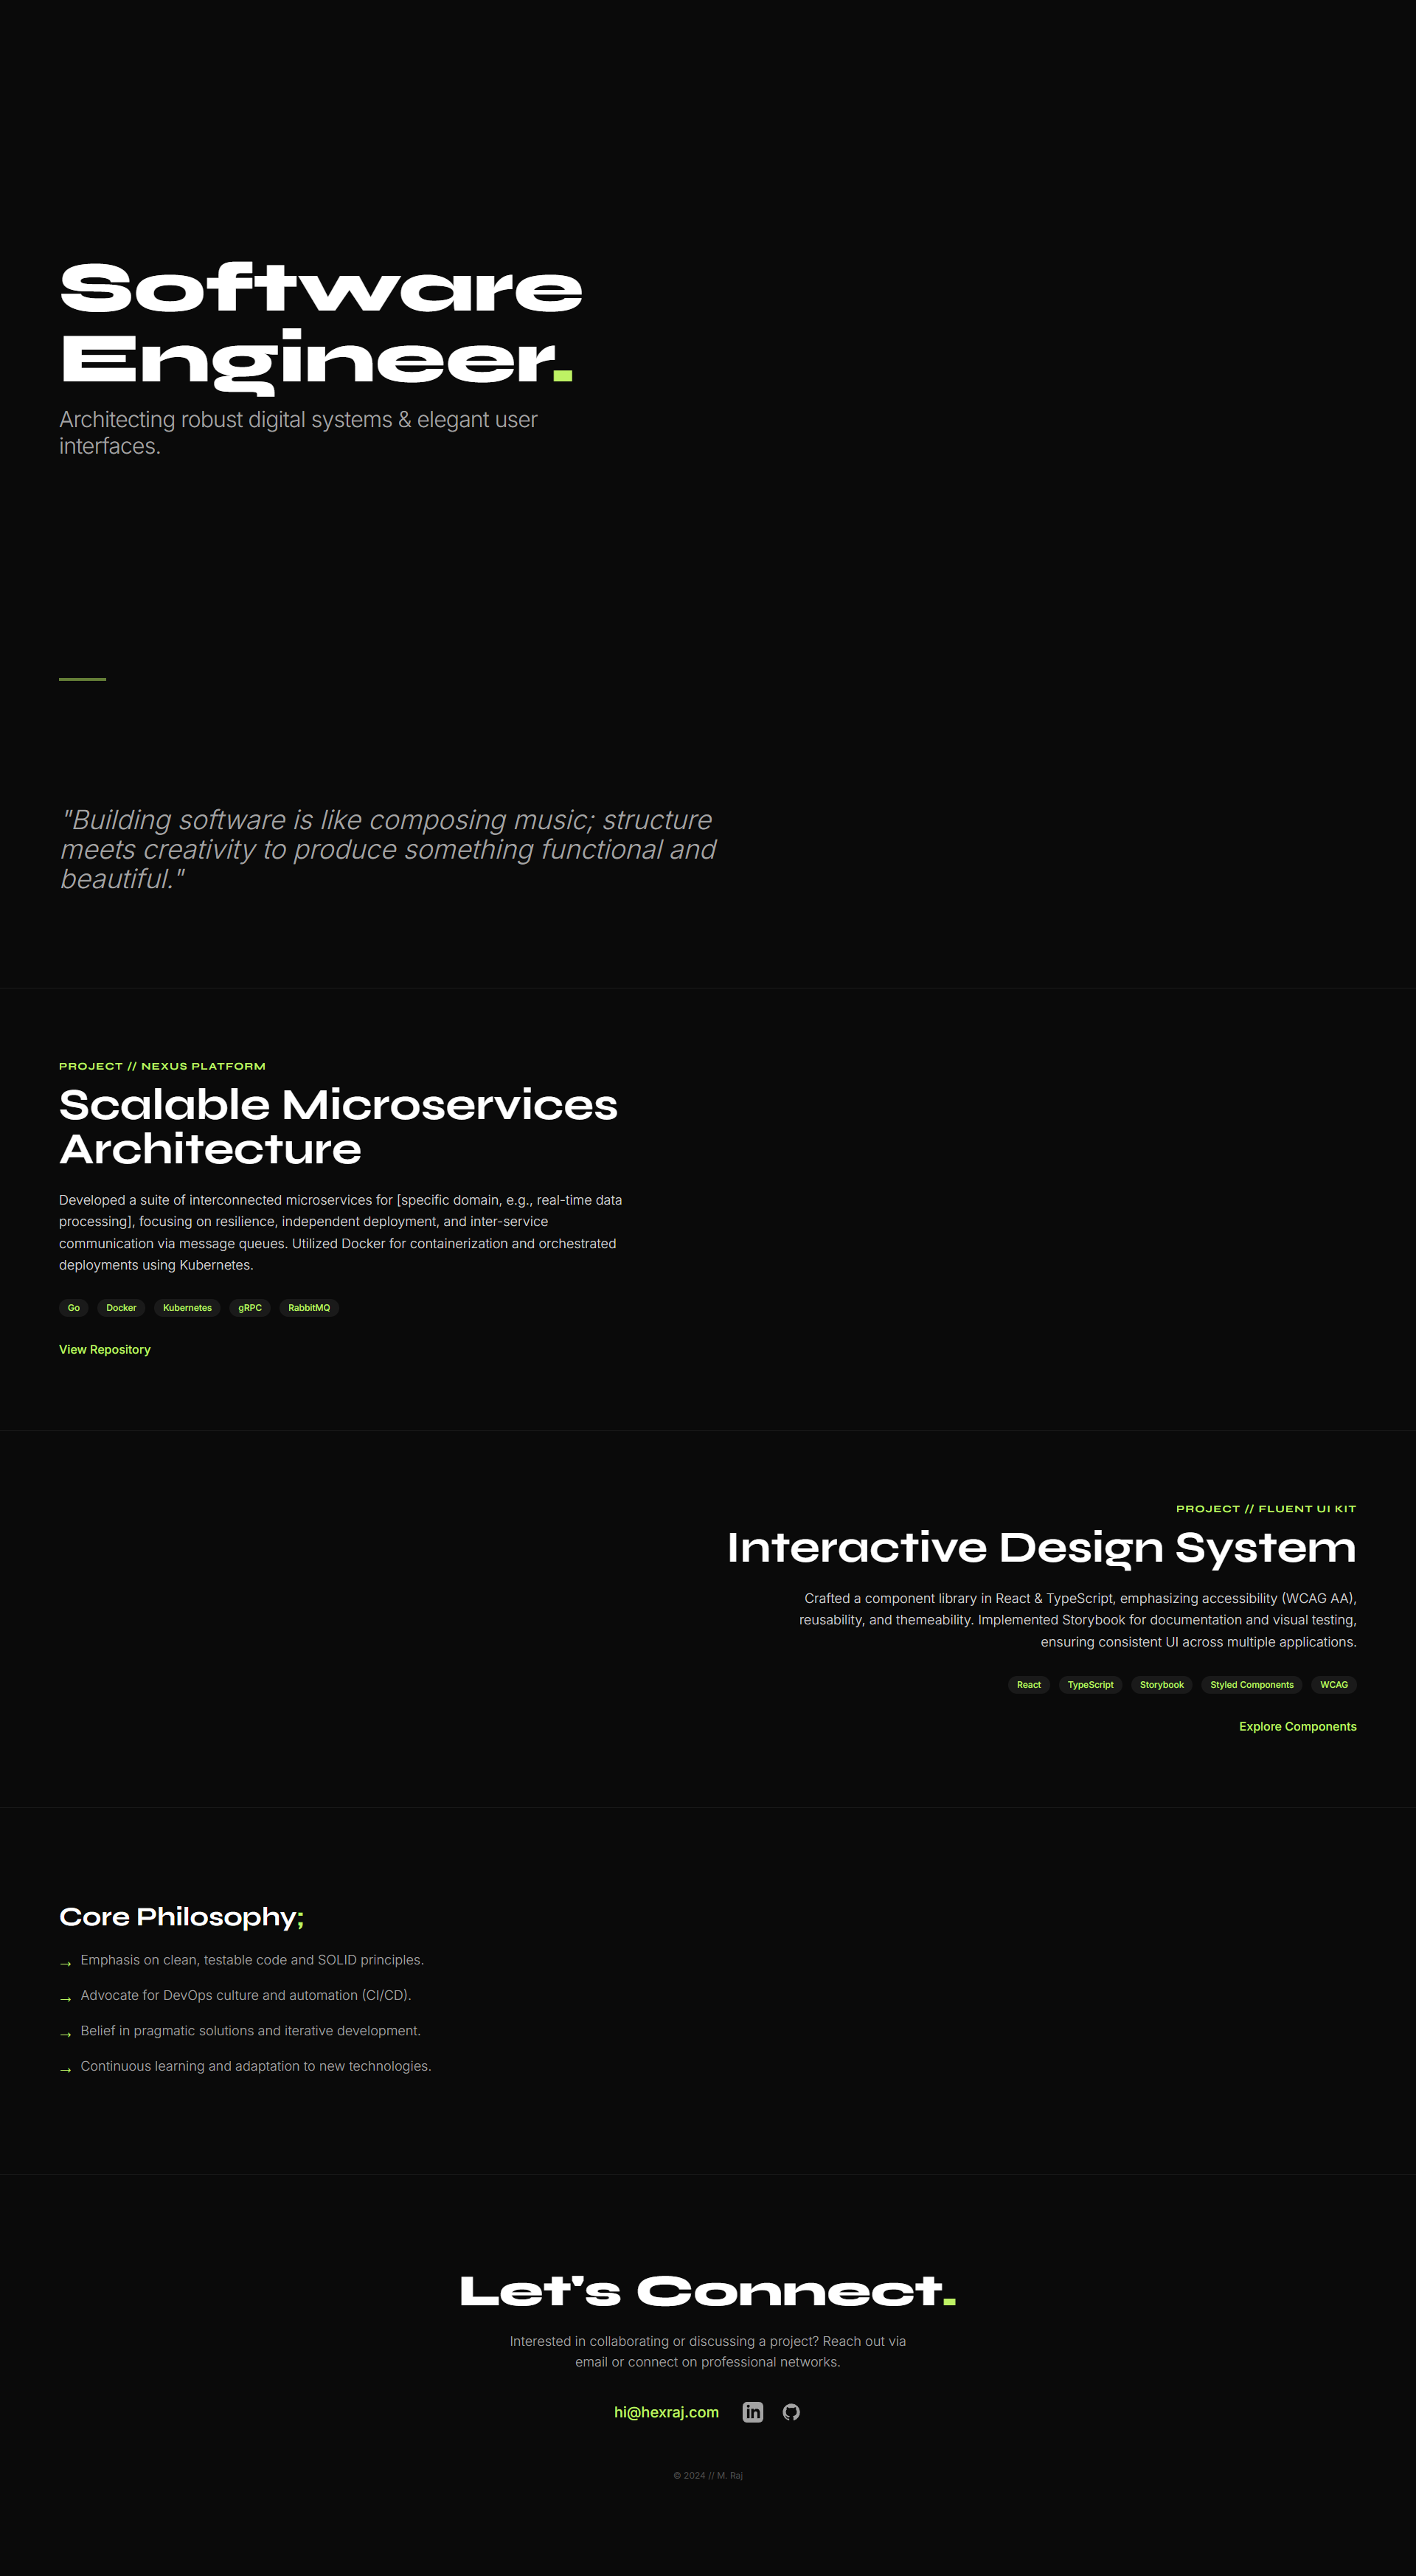 Software
Engineer.
Architecting robust digital systems & elegant user
interfaces.
"Building software is like composing music; structure
meets creativity to produce something functional and
beautiful."
PROJECT // NEXUS PLATFORM
Scalable Microservices
Architecture
Developed a suite of interconnected microservices for [specific domain, e.g., real-time data
processing], focusing on resilience, independent deployment, and inter-service
communication via message queues. Utilized Docker for containerization and orchestrated
deployments using Kubernetes.
Go Docker Kubernetes gRPC RabbitMQ
View Repository
PROJECT // FLUENT UI KIT
Interactive Design System
Crafted a component library in React & TypeScript, emphasizing accessibility (WCAG AA),
reusability, and themeability. Implemented Storybook for documentation and visual testing,
ensuring consistent UI across multiple applications.
React TypeScript Storybook Styled Components WCAG
Explore Components
Core Philosophy;
→ Emphasis on clean, testable code and SOLID principles.
→ Advocate for DevOps culture and automation (CI/CD).
→ Belief in pragmatic solutions and iterative development.
→ Continuous learning and adaptation to new technologies.
Let's Connect.
Interested in collaborating or discussing a project? Reach out via
email or connect on professional networks.
hi@hexraj.com in
© 2024 // M. Raj